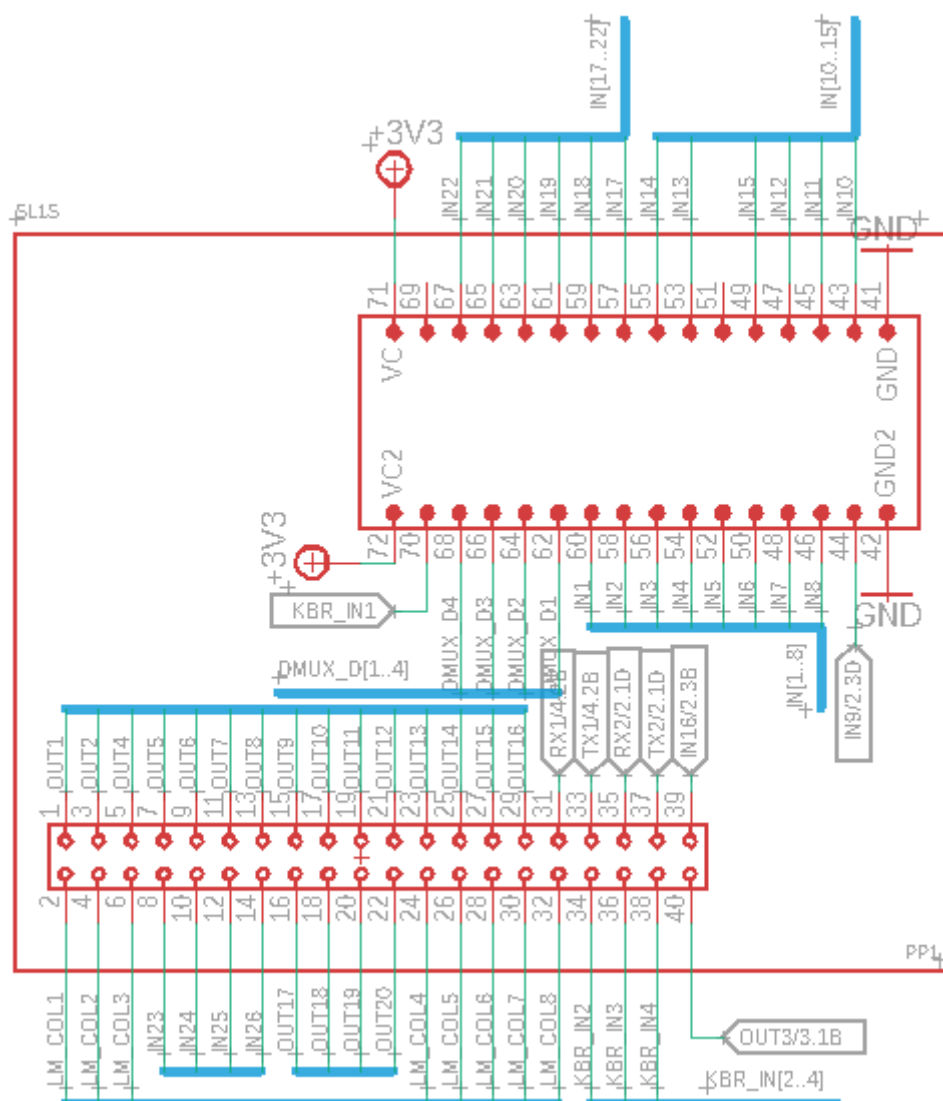 IN[17..22]
IN[10..15]
+3V3
IN22
IN21
IN20
IN19
IN18
IN17
IN14
IN13
IN15
IN12
IN11
IN10
SL1S
GND
71
69
67
65
63
61
59
57
55
53
51
49
47
45
43
41
VC
GND
VC2
GND2
+3V3
72
70
68
66
64
62
60
58
56
54
52
50
48
46
44
42
KBR_IN1
DMUX_D4
DMUX_D3
DMUX_D2
DMUX_D1
IN1
IN2
IN3
IN4
IN5
IN6
IN7
IN8
GND
DMUX_D[1..4]
IN[1..8]
IN9/2.3D
RX1/4.2B
TX1/4.2B
RX2/2.1D
TX2/2.1D
IN16/2.3B
OUT1
OUT2
OUT4
OUT5
OUT6
OUT7
OUT8
OUT9
OUT10
OUT11
OUT12
OUT13
OUT14
OUT15
OUT16
1
3
5
7
9
11
13
15
17
19
21
23
25
27
29
31
33
35
37
39
2
4
6
8
10
12
14
16
18
20
22
24
26
28
30
32
34
36
38
40
PP1
LM_COL1
LM_COL2
LM_COL3
IN23
IN24
IN25
IN26
OUT17
OUT18
OUT19
OUT20
LM_COL4
LM_COL5
LM_COL6
LM_COL7
LM_COL8
KBR_IN2
KBR_IN3
KBR_IN4
OUT3/3.1B
KBR_IN[2..4]